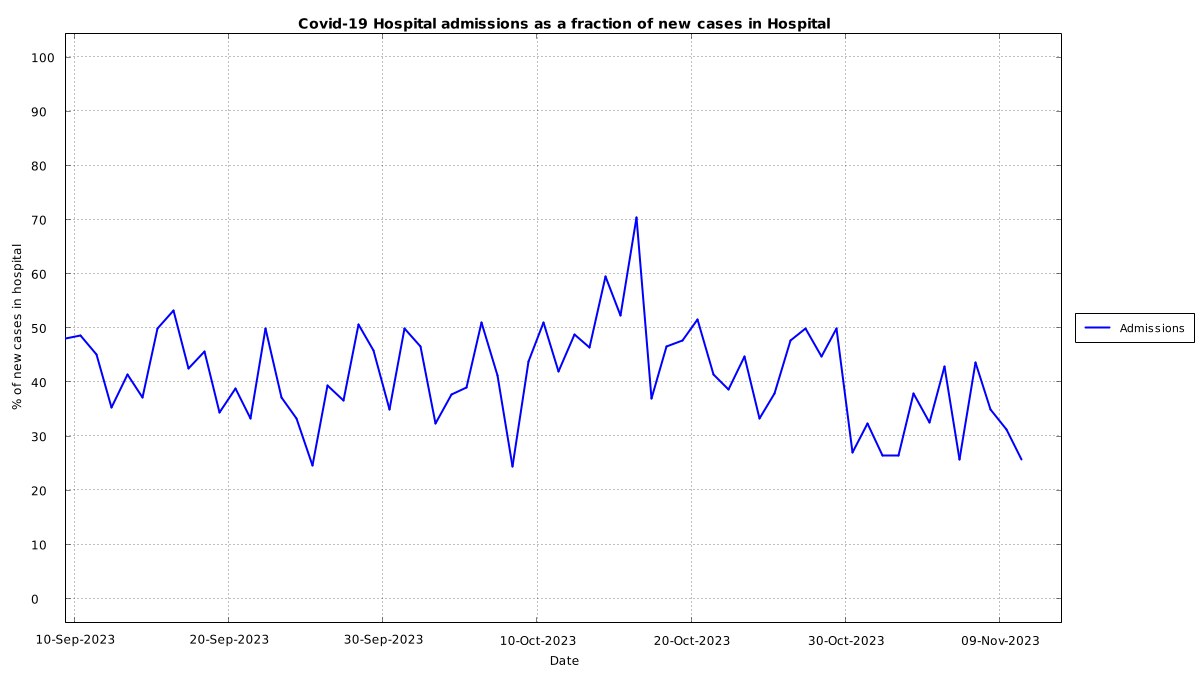 Covid-19 Hospital admissions as a fraction of new cases in Hospital
100
90
80
70
60
50
40
30
20
10
0
% of new cases in hospital
10-Sep-2023 20-Sep-2023 30-Sep-2023 10-Oct-2023 20-Oct-2023 30-Oct-2023 09-Nov-2023
Date
Admissions